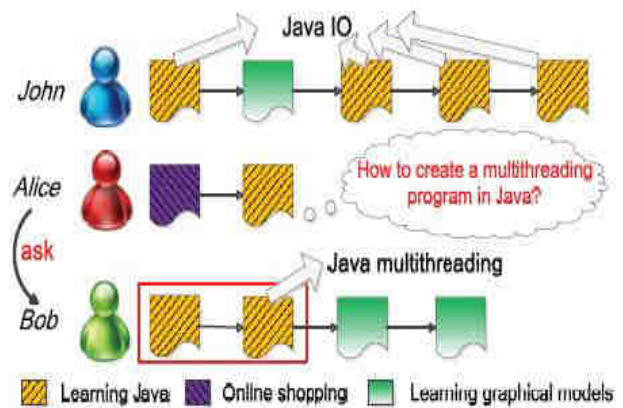 Java IO
John
Alice
How to create a multithreading
program in Java?
ask
Java multithreading
Bob
Learning Java
Online shopping
Learning graphical models